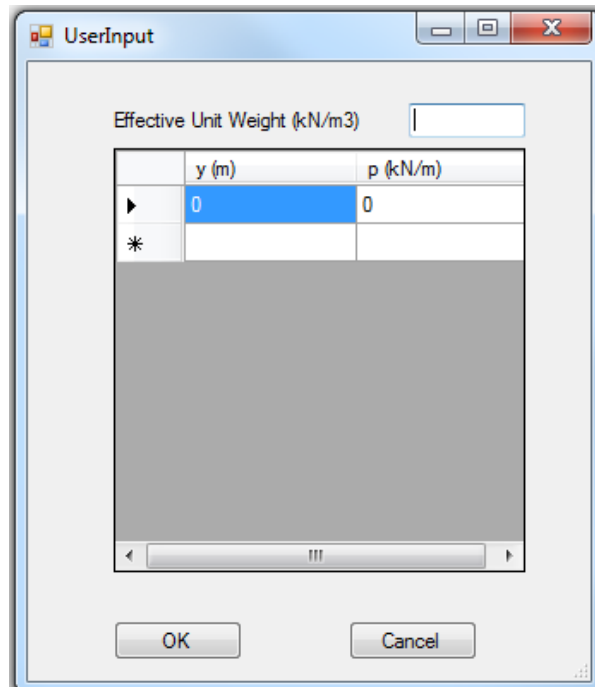 UserInput
Effective Unit Weight (kN/m3)
y (m) p (kN/m)
0 0
OK Cancel